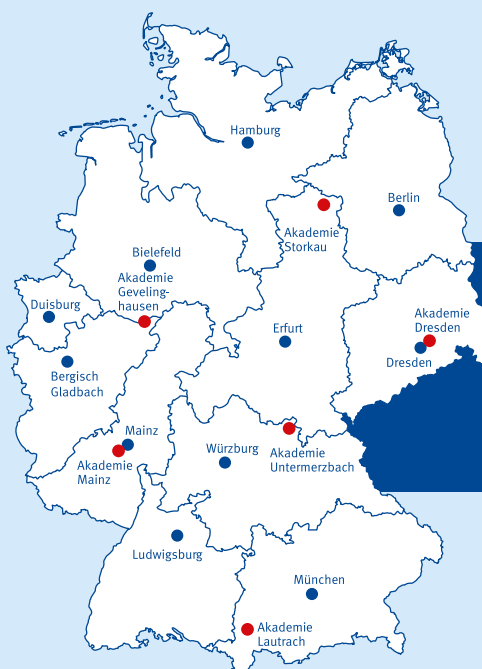 Hamburg
Berlin
Akademie
Storkau
Bielefeld
Akademie
Geveling-
hausen
Duisburg
Akademie
Dresden
Erfurt
Dresden
Bergisch
Gladbach
Mainz
Akademie
Mainz
Würzburg
Akademie
Untermerzbach
Ludwigsburg
München
Akademie
Lautrach